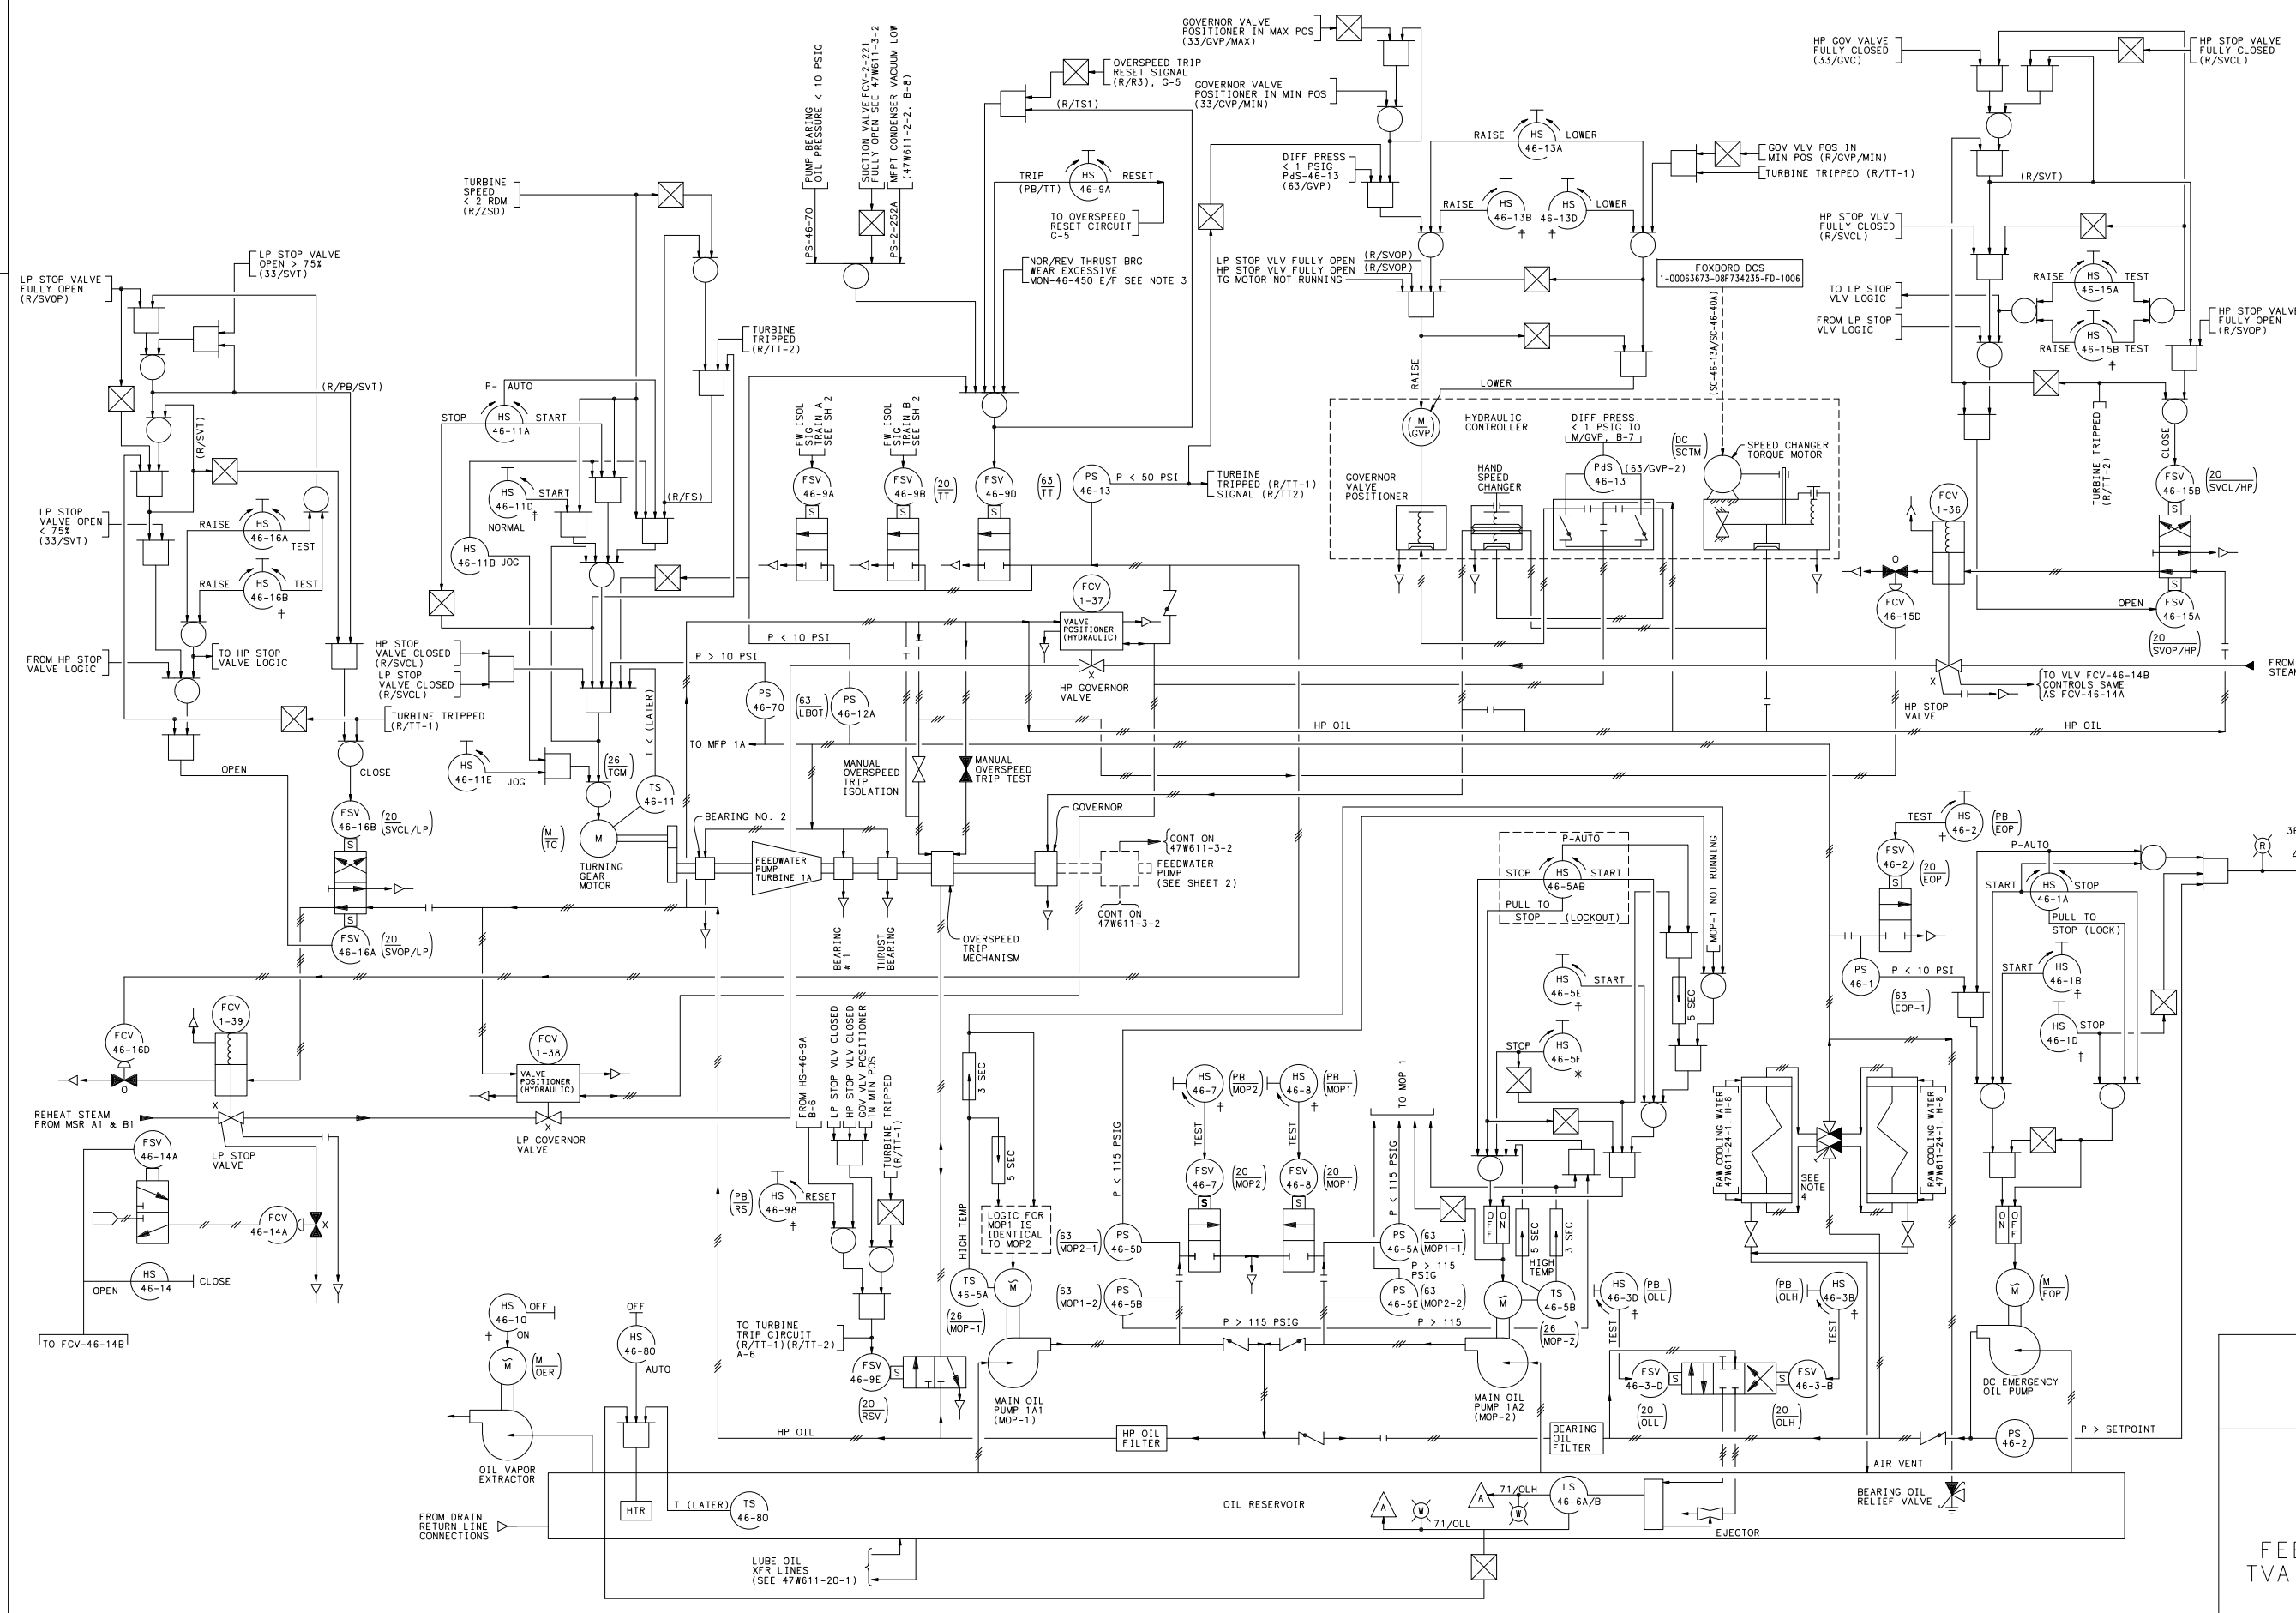 GOVERNOR VALVE
POSITIONER IN MAX POS
(33/GVP/MAX)
HP GOV VALVE
FULLY CLOSED
(33/GVC)
HP STOP VALVE
FULLY CLOSED
(R/SVCL)
PUMP BEARING
OIL PRESSURE < 10 PSIG
SUCTION VALVE FCV-2-221
FULLY OPEN SEE 47W611-3-2
MFPT CONDENSER VACUUM LOW
(47W611-2-2, B-8)
OVERSPEED TRIP
RESET SIGNAL
(R/R3), G-5
(R/TS1)
GOVERNOR VALVE
POSITIONER IN MIN POS
(33/GVP/MIN)
RAISE
HS
46-13A
LOWER
GOV VLV POS IN
MIN POS (R/GVP/MIN)
TURBINE TRIPPED (R/TT-1)
DIFF PRESS
< 1 PSIG
PdS-46-13
(63/GVP)
TURBINE
SPEED
< 2 RDM
(R/ZSD)
TRIP
(PB/TT)
HS
46-9A
RESET
TO OVERSPEED
RESET CIRCUIT
G-5
RAISE
HS
46-13B
HS
46-13D
LOWER
(R/SVT)
HP STOP VLV
FULLY CLOSED
(R/SVCL)
PS-46-70
PS-2-252A
LP STOP VALVE
OPEN > 75%
(33/SVT)
LP STOP VALVE
FULLY OPEN
(R/SVOP)
NOR/REV THRUST BRG
WEAR EXCESSIVE
MON-46-450 E/F SEE NOTE 3
LP STOP VLV FULLY OPEN (R/SVOP)
HP STOP VLV FULLY OPEN (R/SVOP)
TG MOTOR NOT RUNNING
FOXBORO DCS
1-00063673-08F734235-FD-1006
(SC-46-13A/SC-46-40A)
RAISE
HS
46-15A
TEST
TO LP STOP
VLV LOGIC
FROM LP STOP
VLV LOGIC
RAISE
HS
46-15B
TEST
HP STOP VALVE
FULLY OPEN
(R/SVOP)
TURBINE
TRIPPED
(R/TT-2)
(R/PB/SVT)
P- AUTO
STOP
HS
46-11A
START
RAISE
LOWER
(R/SVT)
FW ISOL
SIG
TRAIN A
SEE SH 2
FW ISOL
SIG
TRAIN B
SEE SH 2
M
GVP
HYDRAULIC
CONTROLLER
DIFF PRESS.
< 1 PSIG TO
M/GVP, B-7
DC
SCTM
SPEED CHANGER
TORQUE MOTOR
TURBINE TRIPPED
(R/TT-2)
CLOSE
FSV
46-9A
S
FSV
46-9B
S
20
TT
FSV
46-9D
S
63
TT
PS
46-13
P < 50 PSI
TURBINE
TRIPPED (R/TT-1)
SIGNAL (R/TT2)
GOVERNOR
VALVE
POSITIONER
HAND
SPEED
CHANGER
PdS
46-13
(63/GVP-2)
FSV
46-15B
S
20
SVCL/HP
HS
46-11D
START
NORMAL
(R/FS)
LP STOP
VALVE OPEN
< 75%
(33/SVT)
RAISE
HS
46-16A
TEST
RAISE
HS
46-16B
TEST
HS
46-11B
JOG
FCV
1-36
FCV
1-37
VALVE
POSITIONER
(HYDRAULIC)
O
FCV
46-15D
S
OPEN
FSV
46-15A
20
SVOP/HP
FROM HP STOP
VALVE LOGIC
TO HP STOP
VALVE LOGIC
HP STOP
VALVE CLOSED
(R/SVCL)
LP STOP
VALVE CLOSED
(R/SVCL)
P < 10 PSI
P > 10 PSI
PS
46-70
63
LBOT
PS
46-12A
T < (LATER)
X
HP GOVERNOR
VALVE
X
HP STOP
VALVE
TO VLV FCV-46-14B
CONTROLS SAME
AS FCV-46-14A
FROM
STEA
TURBINE TRIPPED
(R/TT-1)
HP OIL
HP OIL
TO MFP 1A
OPEN
CLOSE
HS
46-11E
JOG
26
TGM
TS
46-11
MANUAL
OVERSPEED
TRIP
ISOLATION
MANUAL
OVERSPEED
TRIP TEST
FSV
46-16B
S
20
SVCL/LP
BEARING NO. 2
GOVERNOR
M
TG
M
TURNING
GEAR
MOTOR
FEEDWATER
PUMP
TURBINE 1A
CONT ON
47W611-3-2
FEEDWATER
PUMP
(SEE SHEET 2)
CONT ON
47W611-3-2
P-AUTO
STOP
HS
46-5AB
START
PULL TO
STOP (LOCKOUT)
MOP-1 NOT RUNNING
TEST
HS
46-2
PB
EOP
FSV
46-2
S
20
EOP
P-AUTO
START
HS
46-1A
STOP
PULL TO
STOP (LOCK)
R
S
FSV
46-16A
20
SVOP/LP
BEARING
# 1
THRUST
BEARING
OVERSPEED
TRIP
MECHANISM
HS
46-5E
START
5 SEC
PS
46-1
P < 10 PSI
63
EOP-1
START
HS
46-1B
HS
46-1D
STOP
FCV
46-16D
O
FCV
1-39
FCV
1-38
VALVE
POSITIONER
(HYDRAULIC)
STOP
HS
46-5F
*
FROM HS-46-9A
B-6
LP STOP VLV CLOSED
HP STOP VLV CLOSED
GOV VLV POSITIONER
IN MIN POS
TURBINE TRIPPED
(R/TT-1)
3 SEC
5 SEC
HS
46-7
PB
MOP2
HS
46-8
PB
MOP1
TO MOP-1
REHEAT STEAM
FROM MSR A1 & B1
X
LP STOP
VALVE
X
LP GOVERNOR
VALVE
P < 115 PSIG
TEST
TEST
P < 115 PSIG
RAW COOLING WATER
47W611-24-1, H-8
SEE
NOTE
4
RAW COOLING WATER
47W611-24-1, H-8
FSV
46-14A
FSV
46-7
S
20
MOP2
FSV
46-8
S
20
MOP1
PB
RS
HS
46-98
RESET
HIGH TEMP
LOGIC FOR
MOP1 IS
IDENTICAL
TO MOP2
FCV
46-14A
X
OFF
ON
5 SEC
3 SEC
HIGH
TEMP
ON
OFF
63
MOP2-1
PS
46-5D
PS
46-5A
63
MOP1-1
P > 115
PSIG
OPEN
HS
46-14
CLOSE
TS
46-5A
M
26
MOP-1
63
MOP1-2
PS
46-5B
PS
46-5E
63
MOP2-2
M
TS
46-5B
26
MOP-2
HS
46-3D
PB
OLL
PB
OLH
HS
46-3B
M
M
EOP
TO FCV-46-14B
HS
46-10
OFF
ON
OFF
HS
46-80
AUTO
M
M
OER
TO TURBINE
TRIP CIRCUIT
(R/TT-1)(R/TT-2)
A-6
P > 115 PSIG
P > 115
TEST
TEST
FSV
46-9E
S
20
RSV
MAIN OIL
PUMP 1A1
(MOP-1)
MAIN OIL
PUMP 1A2
(MOP-2)
FSV
46-3-D
S
S
FSV
46-3-B
20
OLL
20
OLH
DC EMERGENCY
OIL PUMP
HP OIL
HP OIL
FILTER
BEARING
OIL
FILTER
PS
46-2
P > SETPOINT
OIL VAPOR
EXTRACTOR
AIR VENT
HTR
T (LATER)
TS
46-80
OIL RESERVOIR
A
W
71/OLL
A
71/OLH
W
LS
46-6A/B
EJECTOR
BEARING OIL
RELIEF VALVE
FROM DRAIN
RETURN LINE
CONNECTIONS
LUBE OIL
XFR LINES
(SEE 47W611-20-1)
FEE
TVA